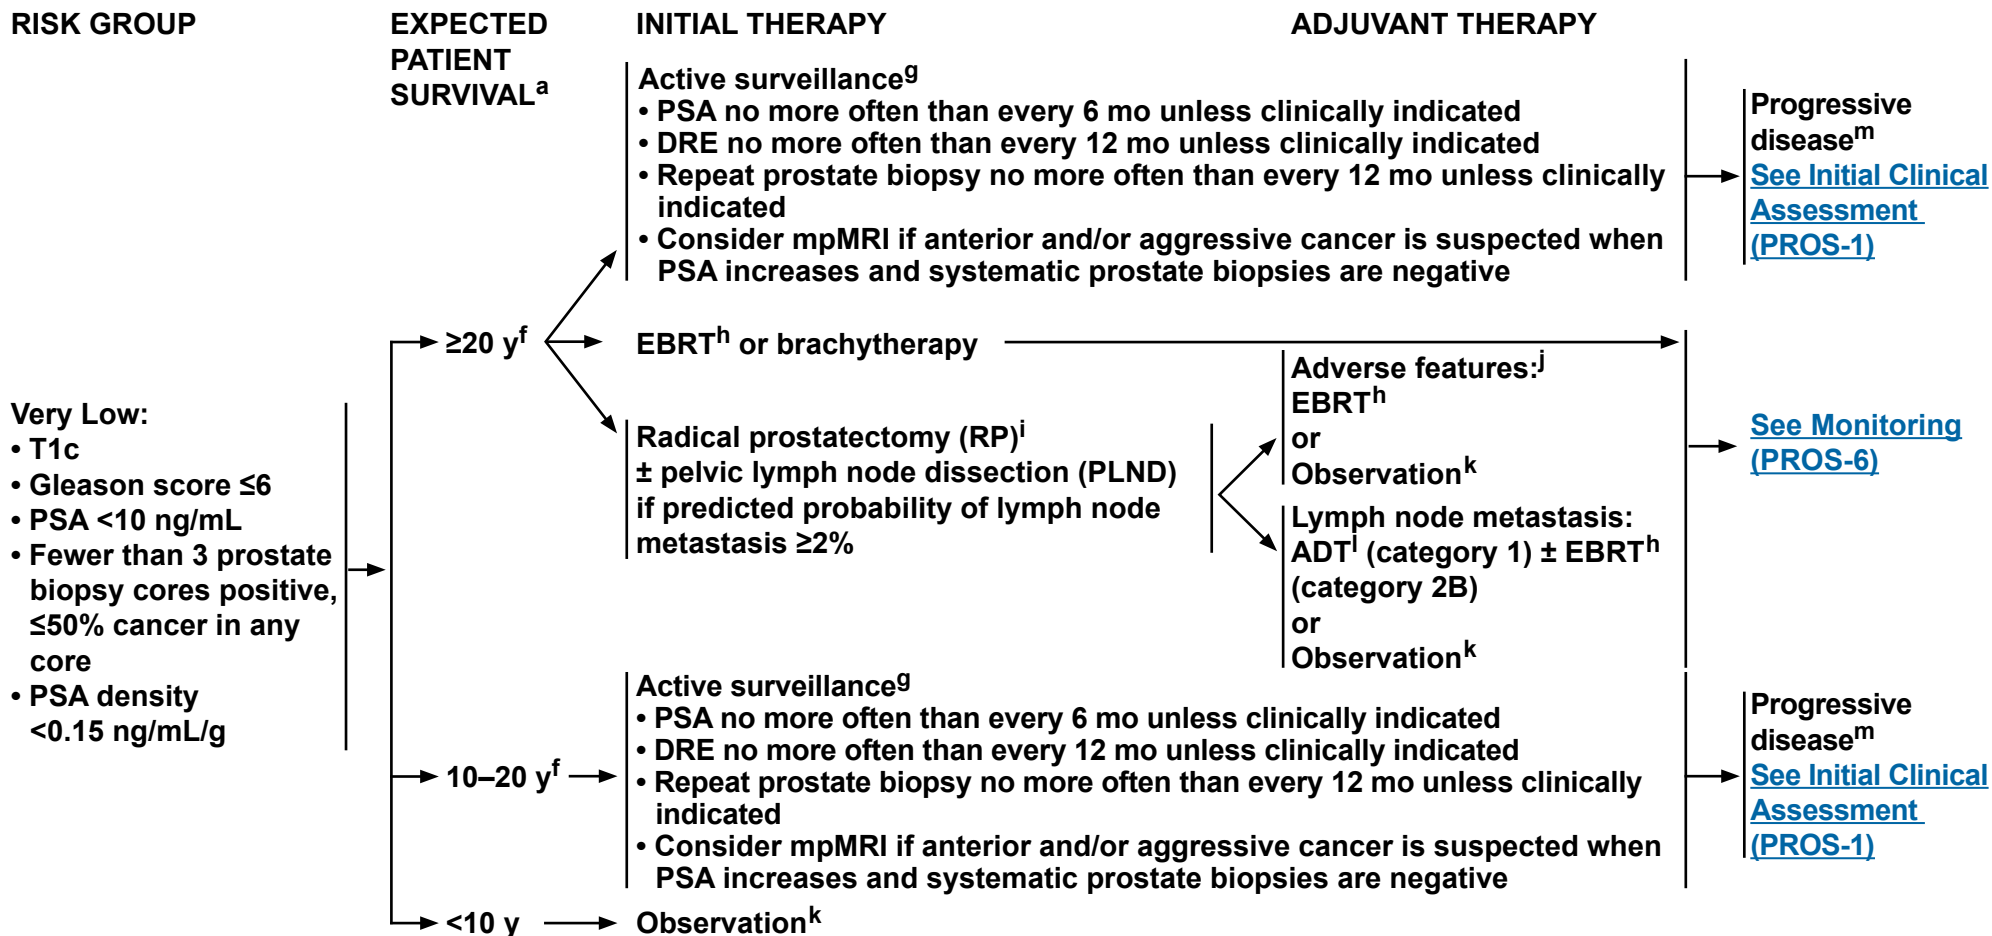 RISK GROUP
EXPECTED
PATIENT
SURVIVALa
INITIAL THERAPY
ADJUVANT THERAPY
Very Low:
• T1c
• Gleason score ≤6
• PSA <10 ng/mL
• Fewer than 3 prostate
biopsy cores positive,
≤50% cancer in any
core
• PSA density
<0.15 ng/mL/g
≥20 yf
Active surveillanceg
• PSA no more often than every 6 mo unless clinically indicated
• DRE no more often than every 12 mo unless clinically indicated
• Repeat prostate biopsy no more often than every 12 mo unless clinically
indicated
• Consider mpMRI if anterior and/or aggressive cancer is suspected when
PSA increases and systematic prostate biopsies are negative
Progressive
diseasem
See Initial Clinical
Assessment
(PROS-1)
EBRTh or brachytherapy
Radical prostatectomy (RP)i
± pelvic lymph node dissection (PLND)
if predicted probability of lymph node
metastasis ≥2%
Adverse features:j
EBRTh
or
Observationk
Lymph node metastasis:
ADTl (category 1) ± EBRTh
(category 2B)
or
Observationk
See Monitoring
(PROS-6)
10–20 yf
Active surveillanceg
• PSA no more often than every 6 mo unless clinically indicated
• DRE no more often than every 12 mo unless clinically indicated
• Repeat prostate biopsy no more often than every 12 mo unless clinically
indicated
• Consider mpMRI if anterior and/or aggressive cancer is suspected when
PSA increases and systematic prostate biopsies are negative
Progressive
diseasem
See Initial Clinical
Assessment
(PROS-1)
<10 y
Observationk